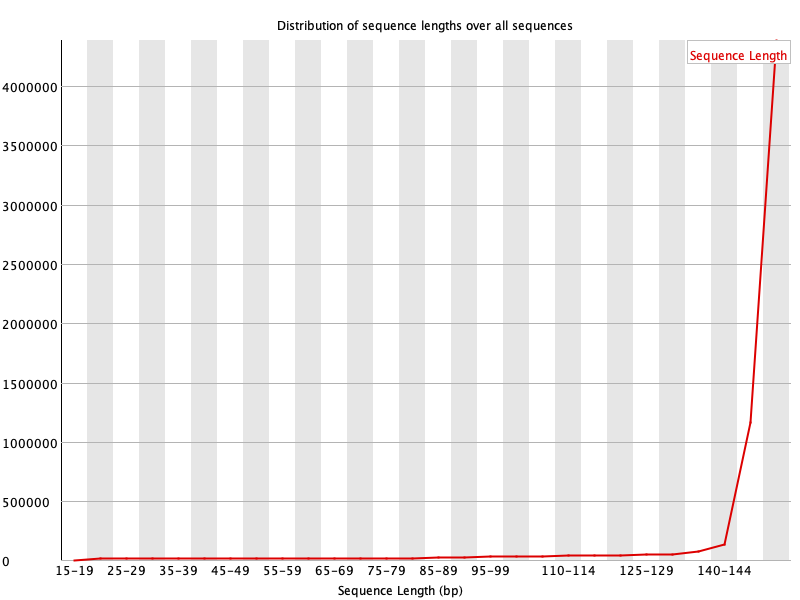 Distribution of sequence lengths over all sequences
Sequence Length
4000000
3500000
3000000
2500000
2000000
1500000
1000000
500000
0
15-19 25-29 35-39 45-49 55-59 65-69 75-79 85-89 95-99 110-114 125-129 140-144
Sequence Length (bp)